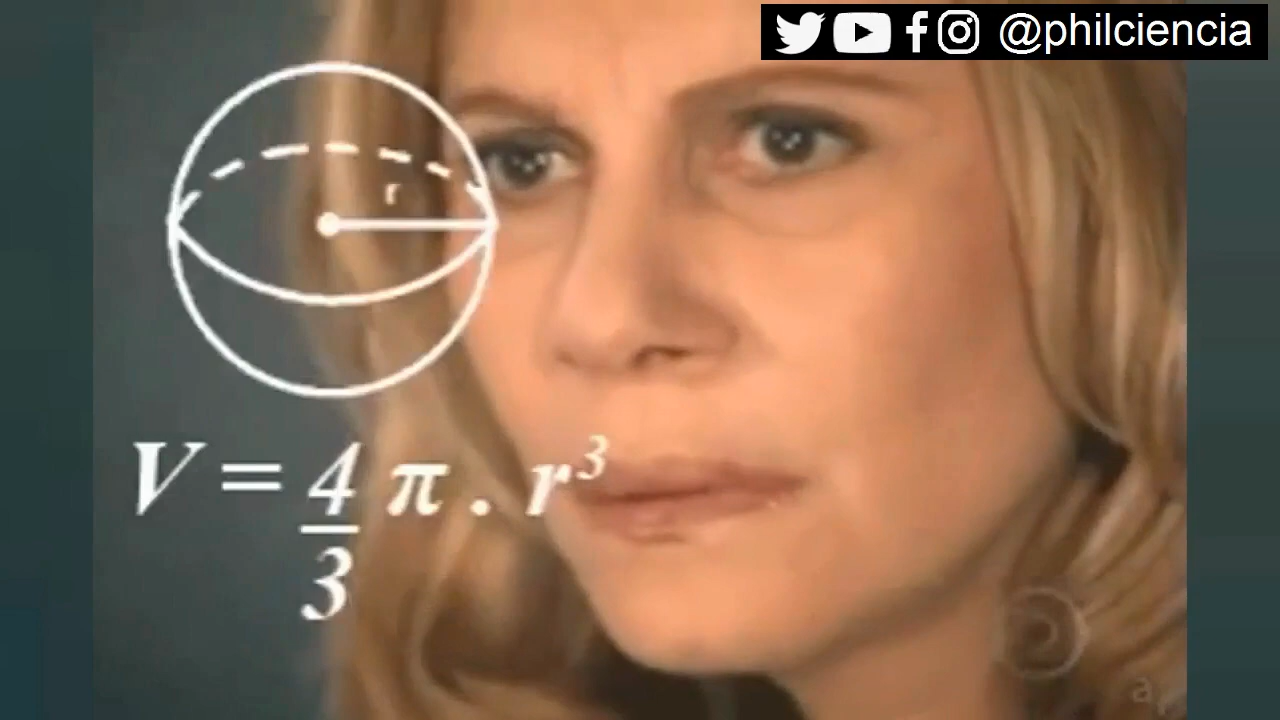 @philciencia
r
V = 4/3 π . r³